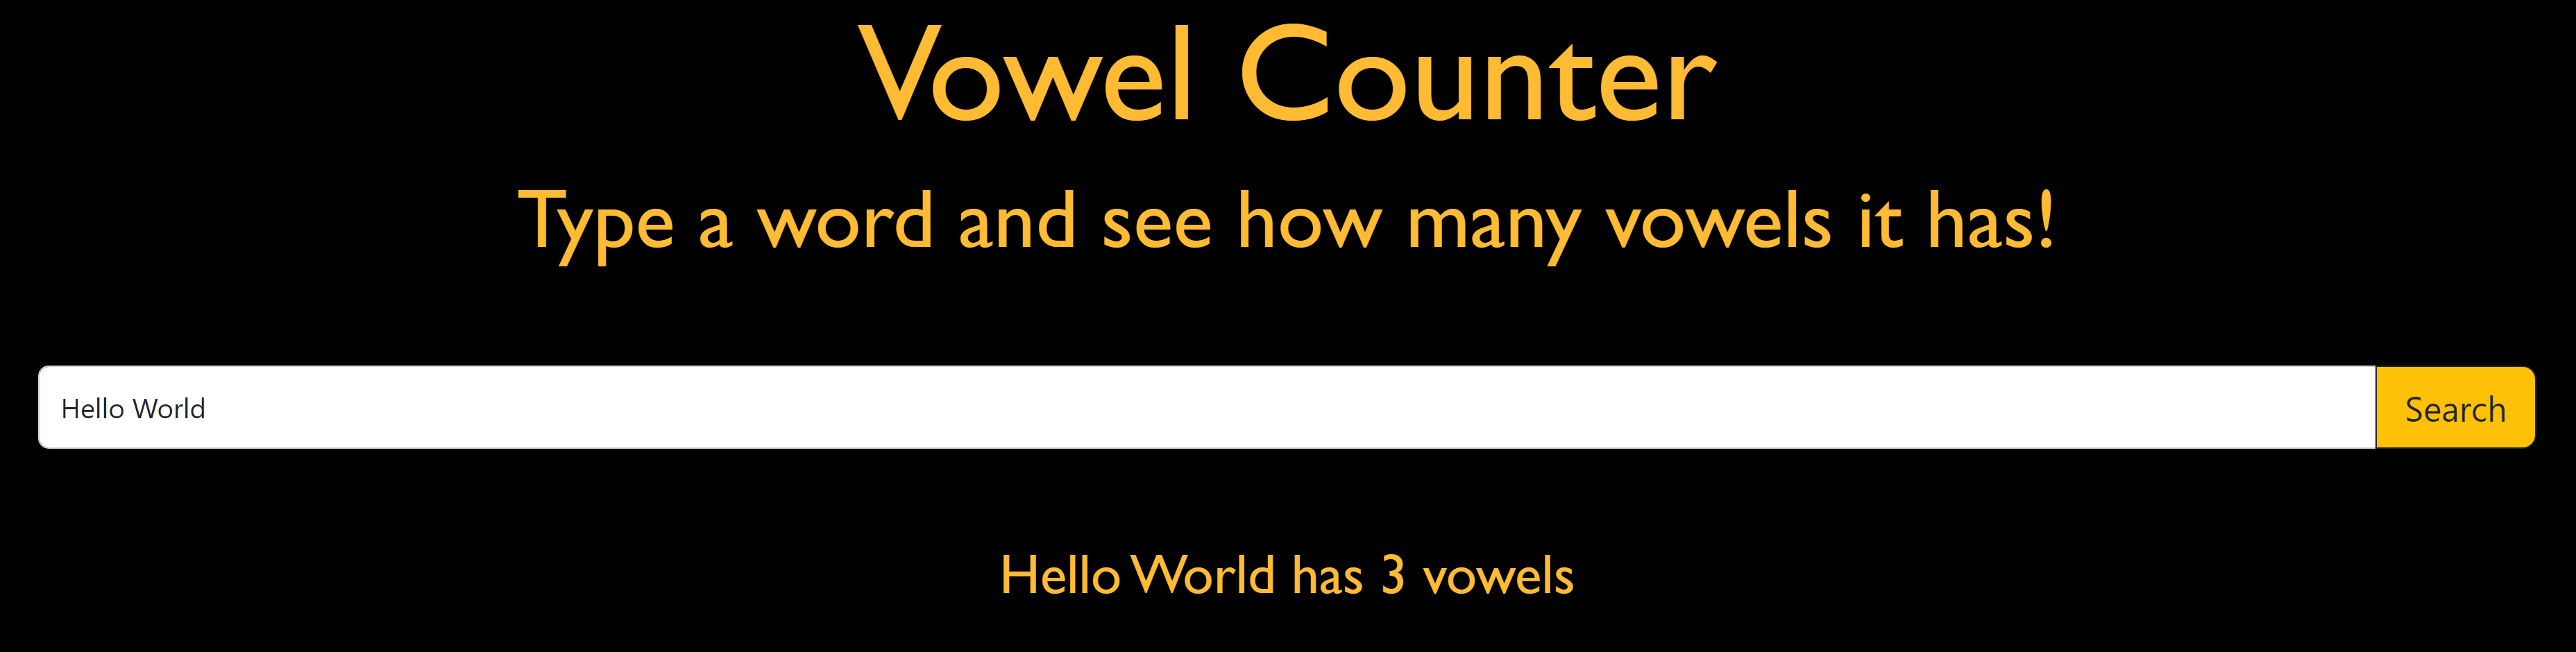 Vowel Counter
Type a word and see how many vowels it has!
Hello World
Search
Hello World has 3 vowels